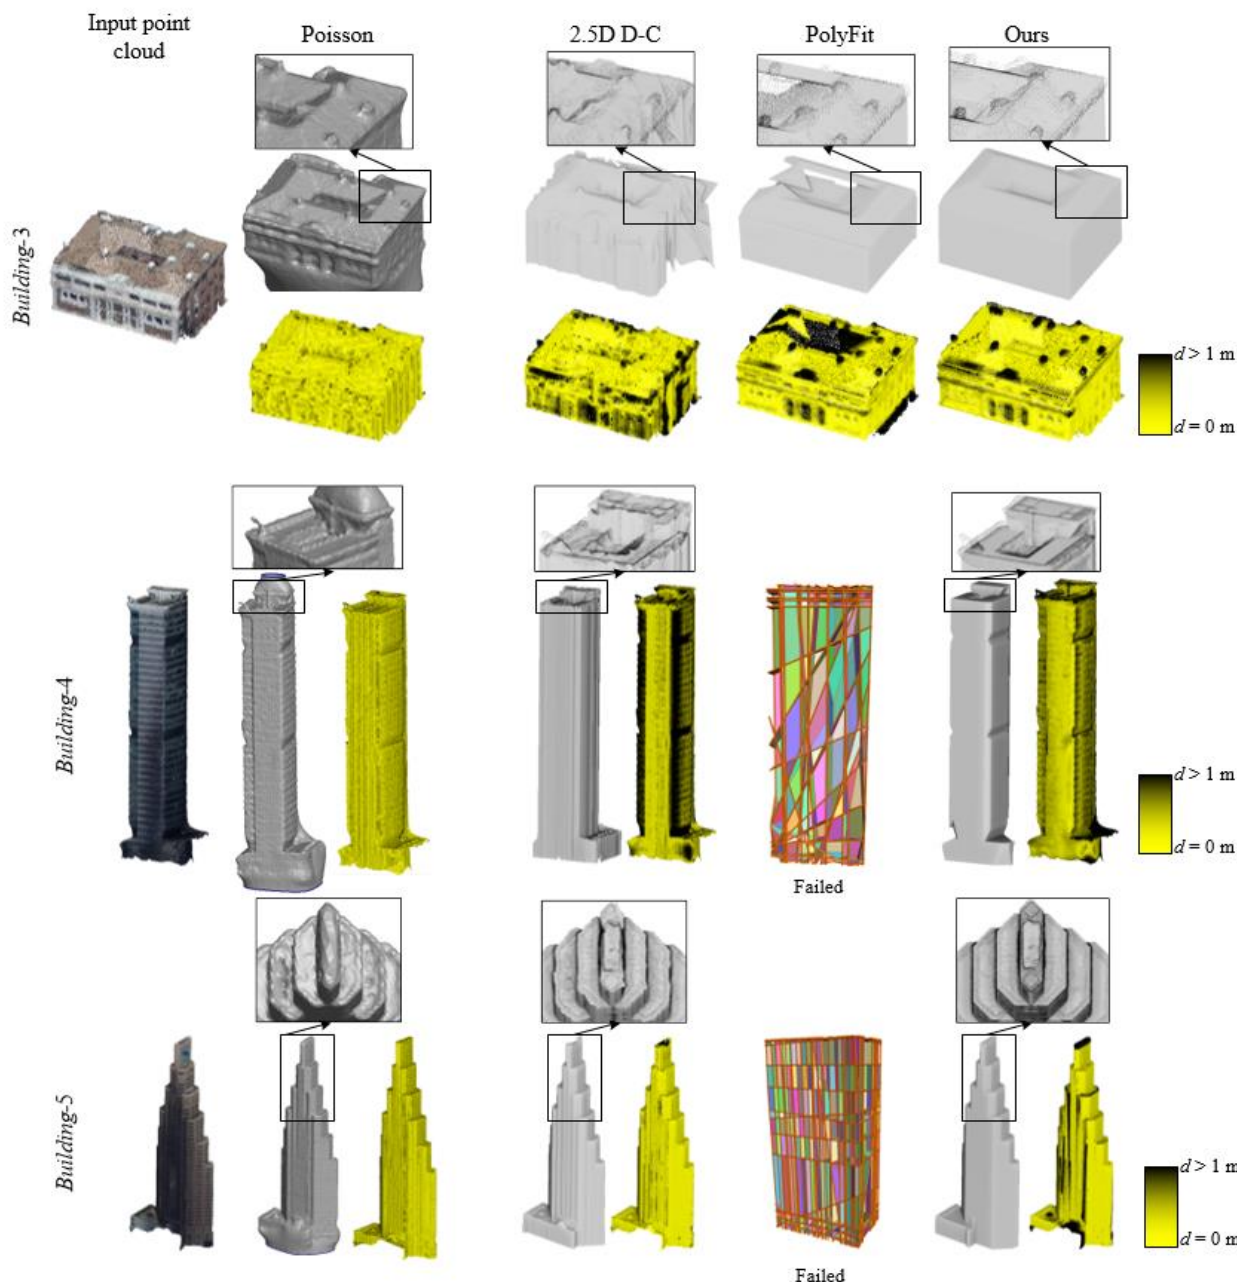 Input point
cloud
Poisson
2.5D D-C
PolyFit
Ours
Building-3
d > 1 m
d = 0 m
Building-4
d > 1 m
d = 0 m
Failed
Building-5
d > 1 m
d = 0 m
Failed